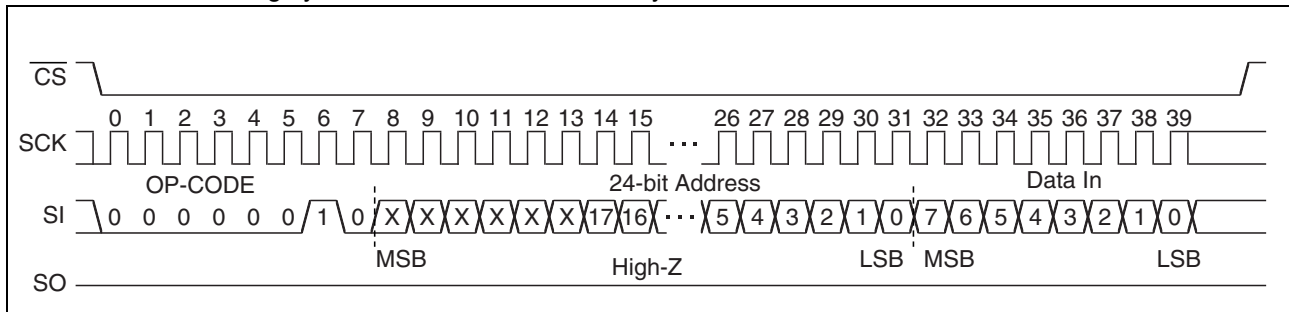 CS
0 1 2 3 4 5 6 7 8 9 10 11 12 13 14 15 26 27 28 29 30 31 32 33 34 35 36 37 38 39
SCK ...
OP-CODE 24-bit Address Data In
SI 0 0 0 0 0 0 1 0 X X X X X X 17 16 ... 5 4 3 2 1 0 7 6 5 4 3 2 1 0
MSB High-Z LSB MSB LSB
SO